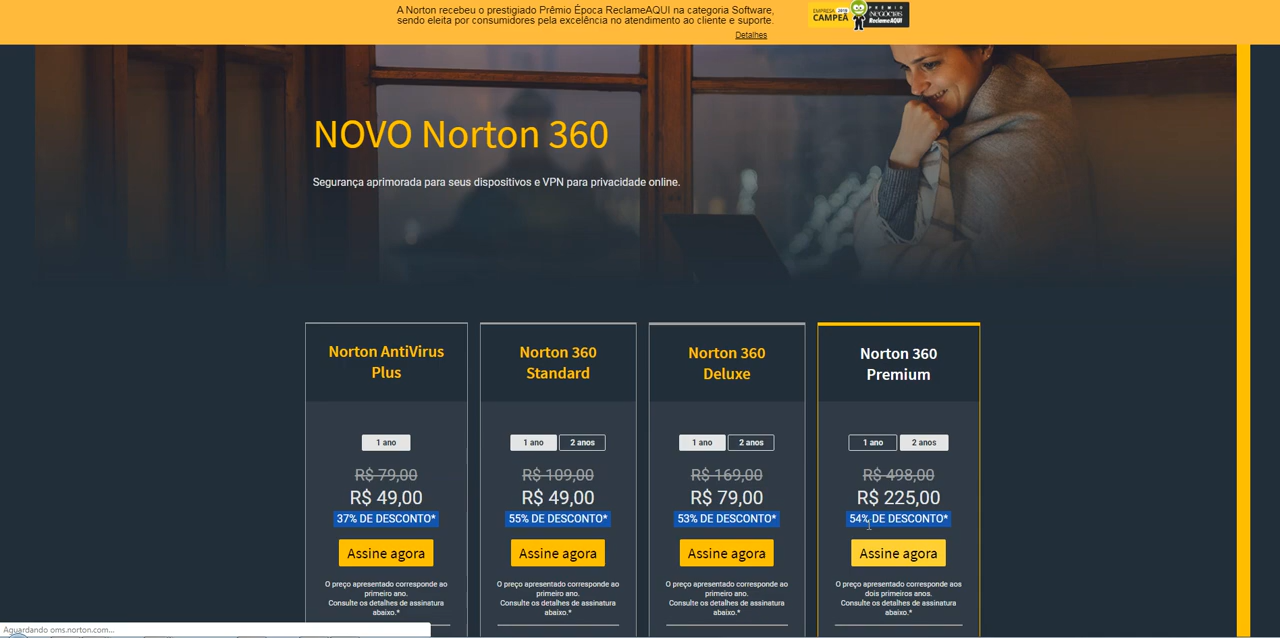 A Norton recebeu o prestigiado Prêmio Época ReclameAQUI na categoria Software,
sendo eleita por consumidores pela excelência no atendimento ao cliente e suporte.
Detalhes
EMPRESA 2018
CAMPEÃ
PRÊMIO
NEGÓCIOS
ReclameAQUI
NOVO Norton 360
Segurança aprimorada para seus dispositivos e VPN para privacidade online.
Norton AntiVirus
Plus
1 ano
R$ 79,00
R$ 49,00
37% DE DESCONTO*
Assine agora
O preço apresentado corresponde ao
primeiro ano.
Consulte os detalhes de assinatura
abaixo.*
Norton 360
Standard
1 ano 2 anos
R$ 109,00
R$ 49,00
55% DE DESCONTO*
Assine agora
O preço apresentado corresponde ao
primeiro ano.
Consulte os detalhes de assinatura
abaixo.*
Norton 360
Deluxe
1 ano 2 anos
R$ 169,00
R$ 79,00
53% DE DESCONTO*
Assine agora
O preço apresentado corresponde ao
primeiro ano.
Consulte os detalhes de assinatura
abaixo.*
Norton 360
Premium
1 ano 2 anos
R$ 498,00
R$ 225,00
54% DE DESCONTO*
Assine agora
O preço apresentado corresponde aos
dois primeiros anos.
Consulte os detalhes de assinatura
abaixo.*
Aguardando oms.norton.com...